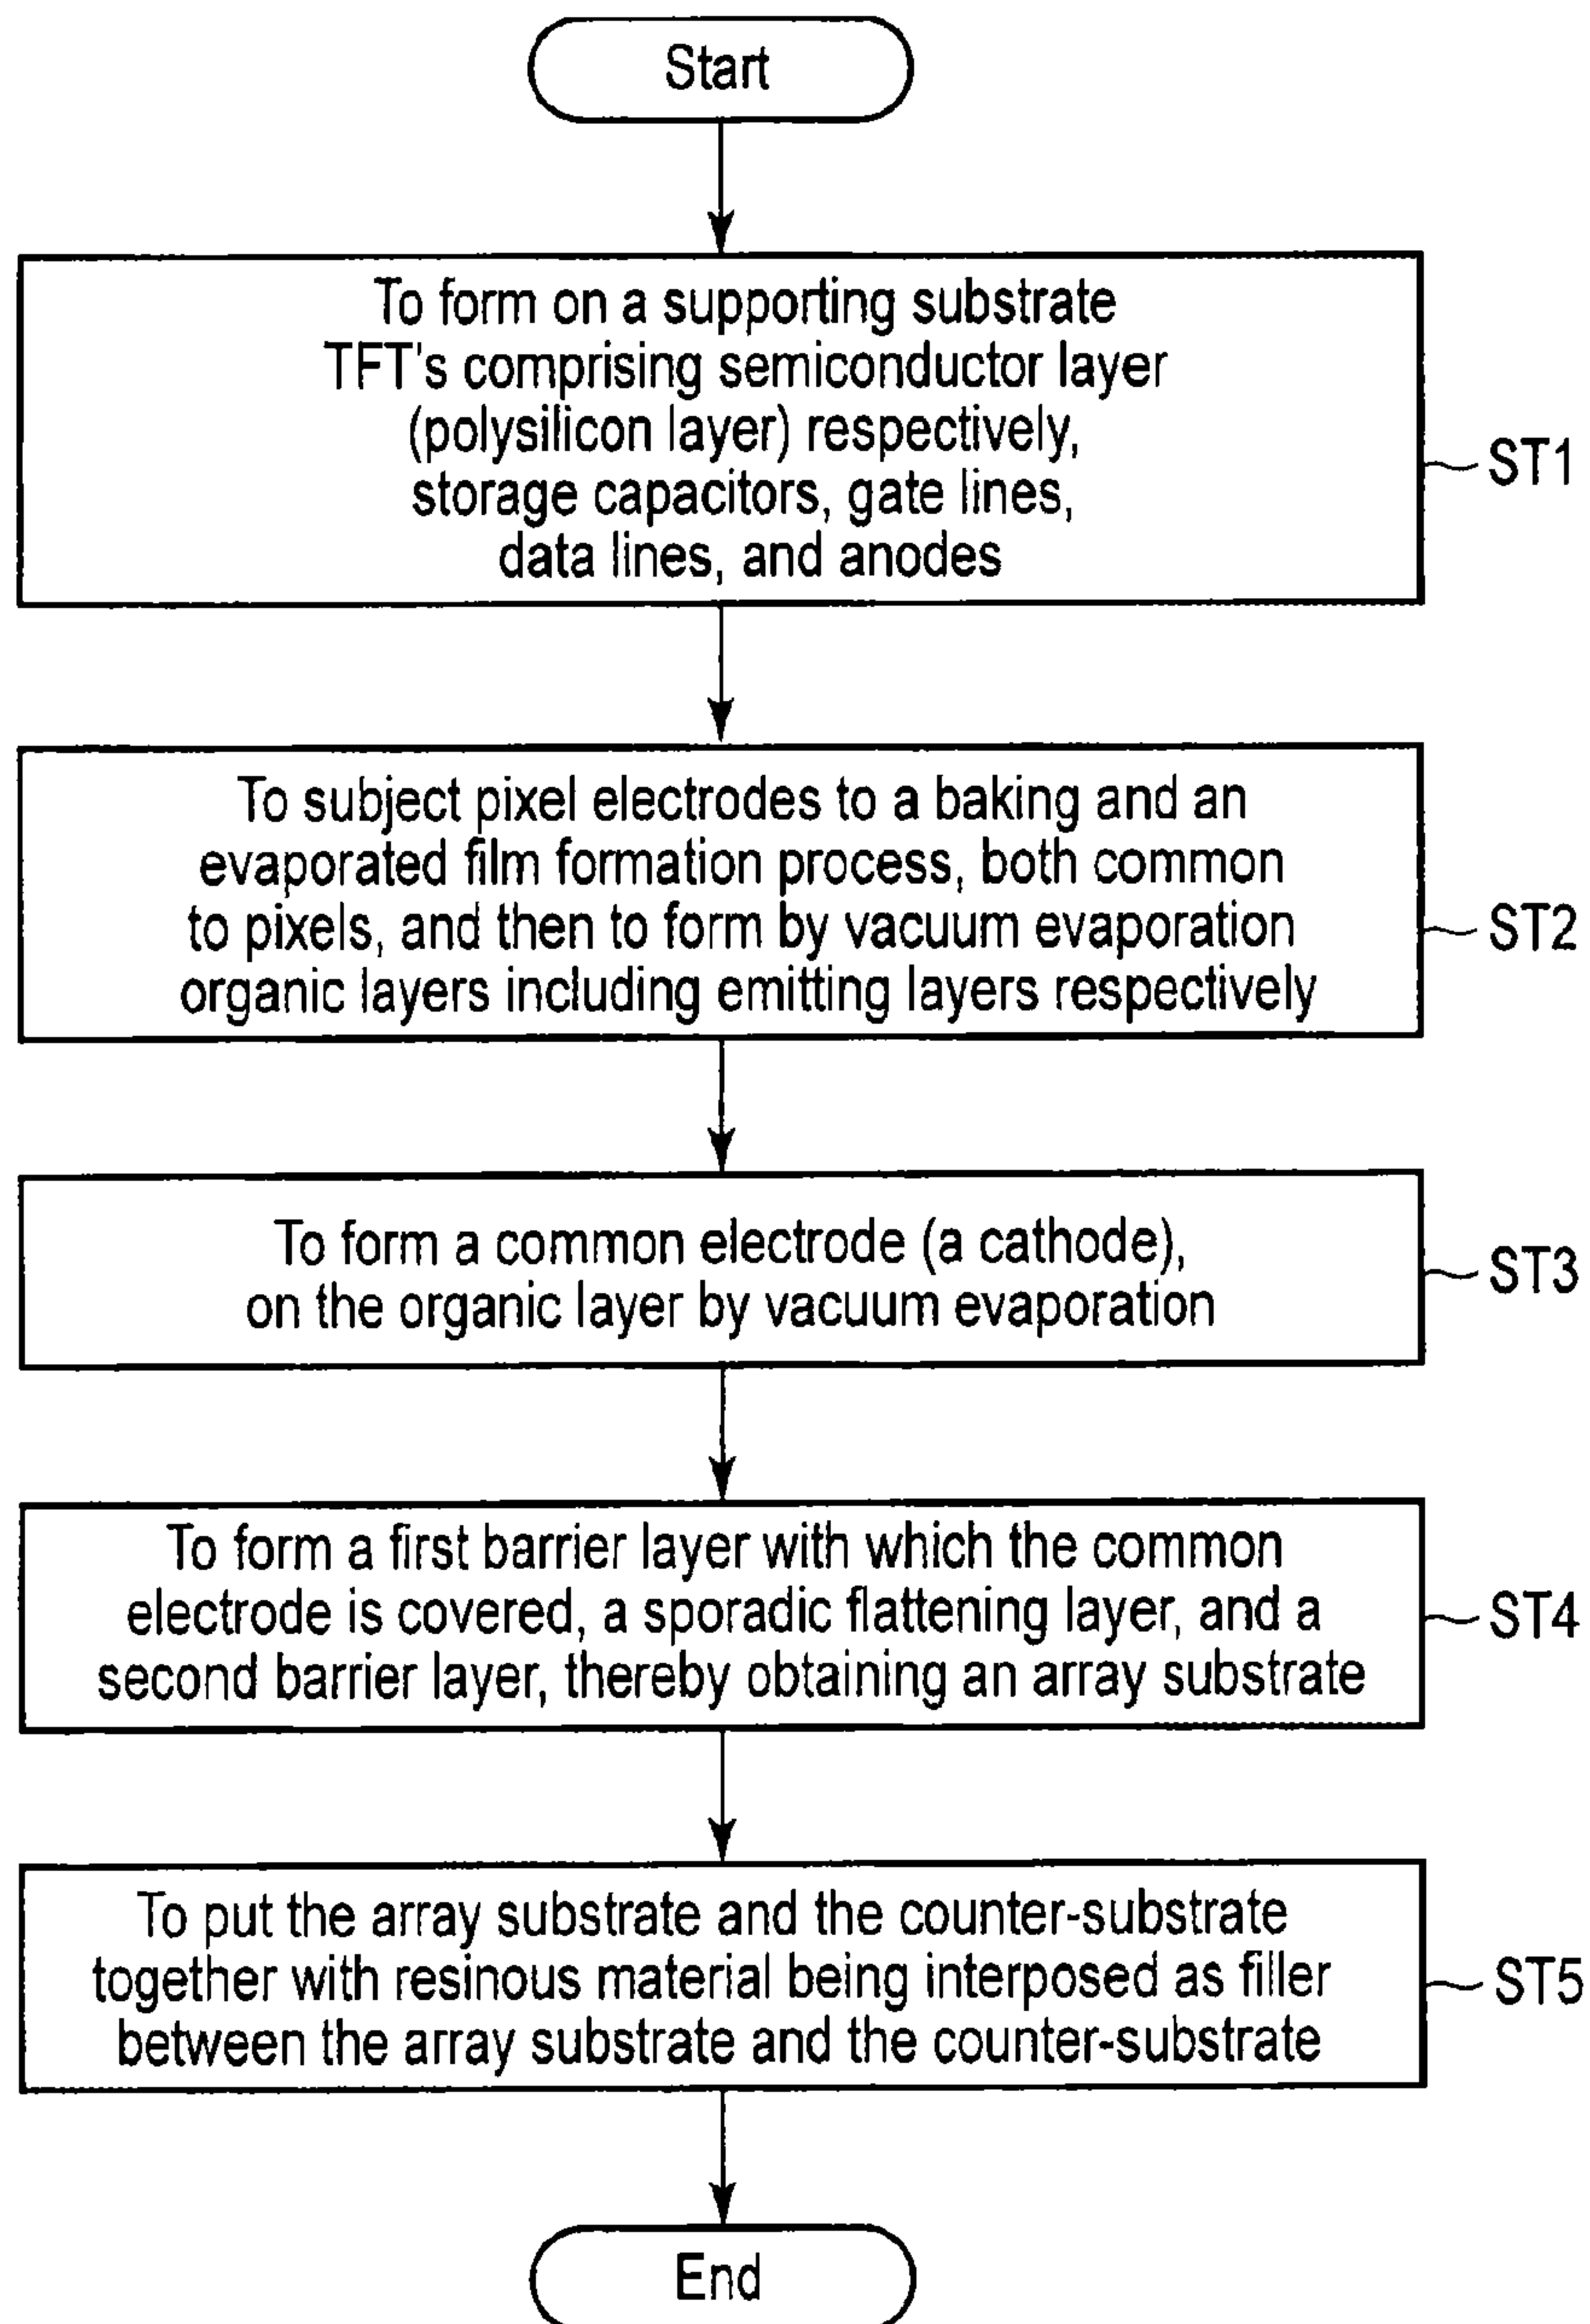 Start
To form on a supporting substrate
TFT's comprising semiconductor layer
(polysilicon layer) respectively,
storage capacitors, gate lines,
data lines, and anodes
ST1
To subject pixel electrodes to a baking and an
evaporated film formation process, both common
to pixels, and then to form by vacuum evaporation
organic layers including emitting layers respectively
ST2
To form a common electrode (a cathode),
on the organic layer by vacuum evaporation
ST3
To form a first barrier layer with which the common
electrode is covered, a sporadic flattening layer, and a
second barrier layer, thereby obtaining an array substrate
ST4
To put the array substrate and the counter-substrate
together with resinous material being interposed as filler
between the array substrate and the counter-substrate
ST5
End